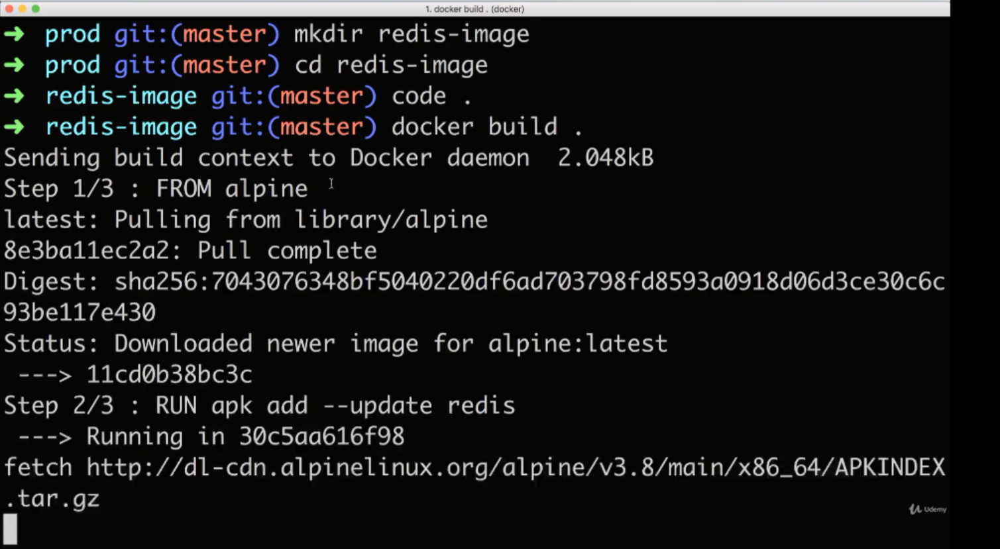 1. docker build . (docker)
➜ prod git:(master) mkdir redis-image
➜ prod git:(master) cd redis-image
➜ redis-image git:(master) code .
➜ redis-image git:(master) docker build .
Sending build context to Docker daemon  2.048kB
Step 1/3 : FROM alpine
latest: Pulling from library/alpine
8e3ba11ec2a2: Pull complete
Digest: sha256:7043076348bf5040220df6ad703798fd8593a0918d06d3ce30c6c
93be117e430
Status: Downloaded newer image for alpine:latest
 ---> 11cd0b38bc3c
Step 2/3 : RUN apk add --update redis
 ---> Running in 30c5aa616f98
fetch http://dl-cdn.alpinelinux.org/alpine/v3.8/main/x86_64/APKINDEX
.tar.gz
Udemy